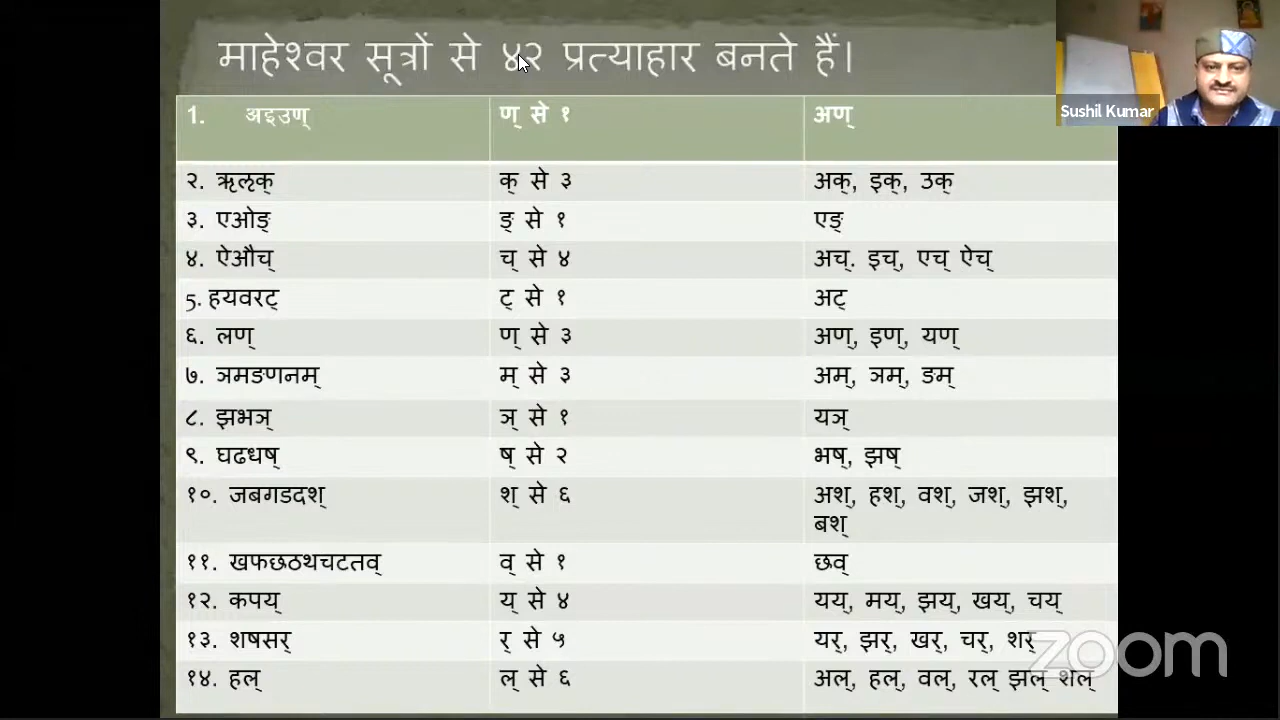 माहेश्वर सूत्रों से ४२ प्रत्याहार बनते हैं।
Sushil Kumar
1. अइउण् ण् से १ अण्
२. ऋलृक् क् से ३ अक्, इक्, उक्
३. एओङ् ङ् से १ एङ्
४. ऐऔच् च् से ४ अच्. इच्, एच् ऐच्
5. हयवरट् ट् से १ अट्
६. लण् ण् से ३ अण्, इण्, यण्
७. ञमङणनम् म् से ३ अम्, ञम्, ङम्
८. झभञ् ञ् से १ यञ्
९. घढधष् ष् से २ भष्, झष्
१०. जबगडदश् श् से ६ अश्, हश्, वश्, जश्, झश्,
बश्
११. खफछठथचटतव् व् से १ छव्
१२. कपय् य् से ४ यय्, मय्, झय्, खय्, चय्
१३. शषसर् र् से ५ यर्, झर्, खर्, चर्, शर्
zoom
१४. हल् ल् से ६ अल्, हल्, वल्, रल् झल् शल्